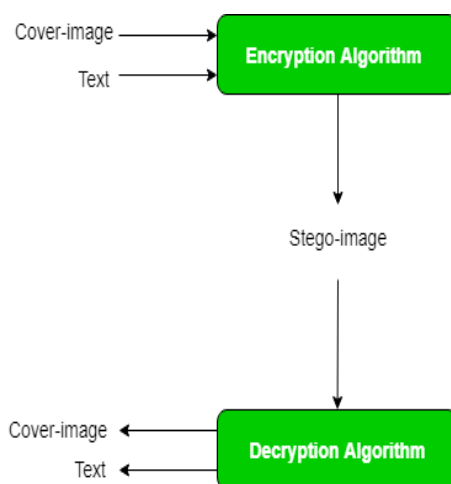 Cover-image
Encryption Algorithm
Text
Stego-image
Cover-image
Decryption Algorithm
Text